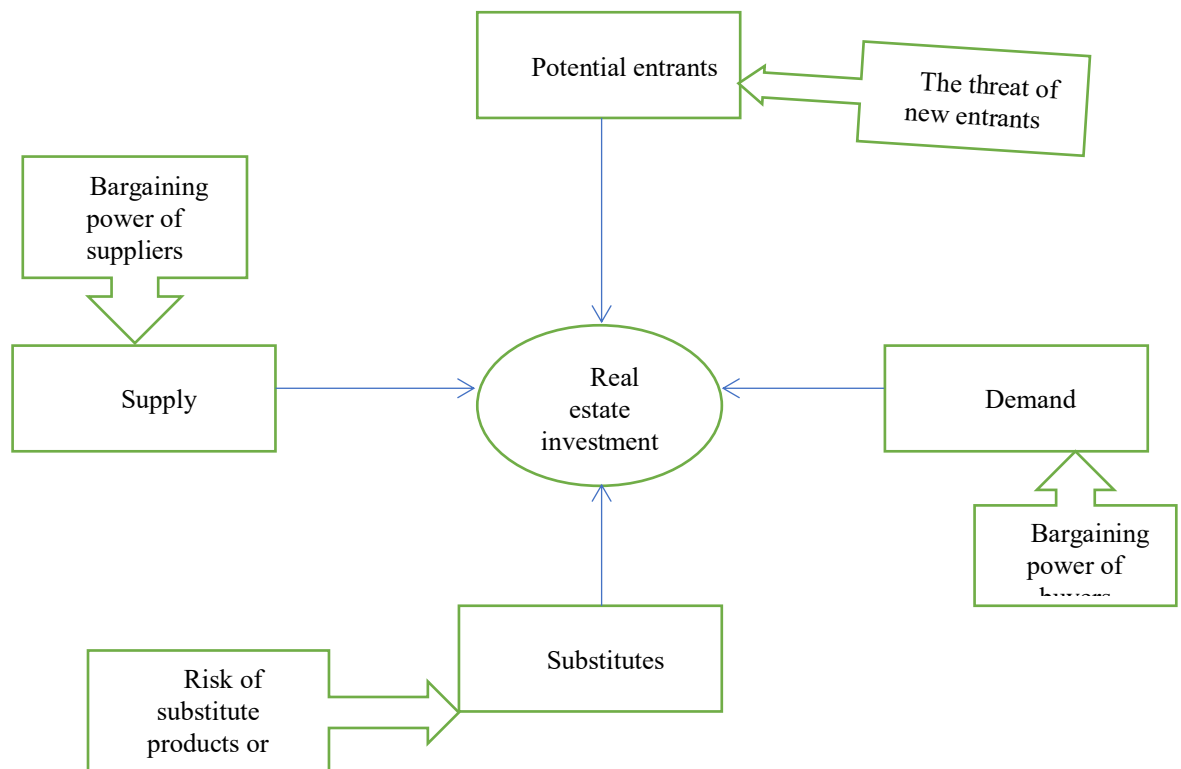 Potential entrants
The threat of
new entrants
Bargaining
power of
suppliers
Supply
Real
estate
investment
Demand
Bargaining
power of
Substitutes
Risk of
substitute
products or